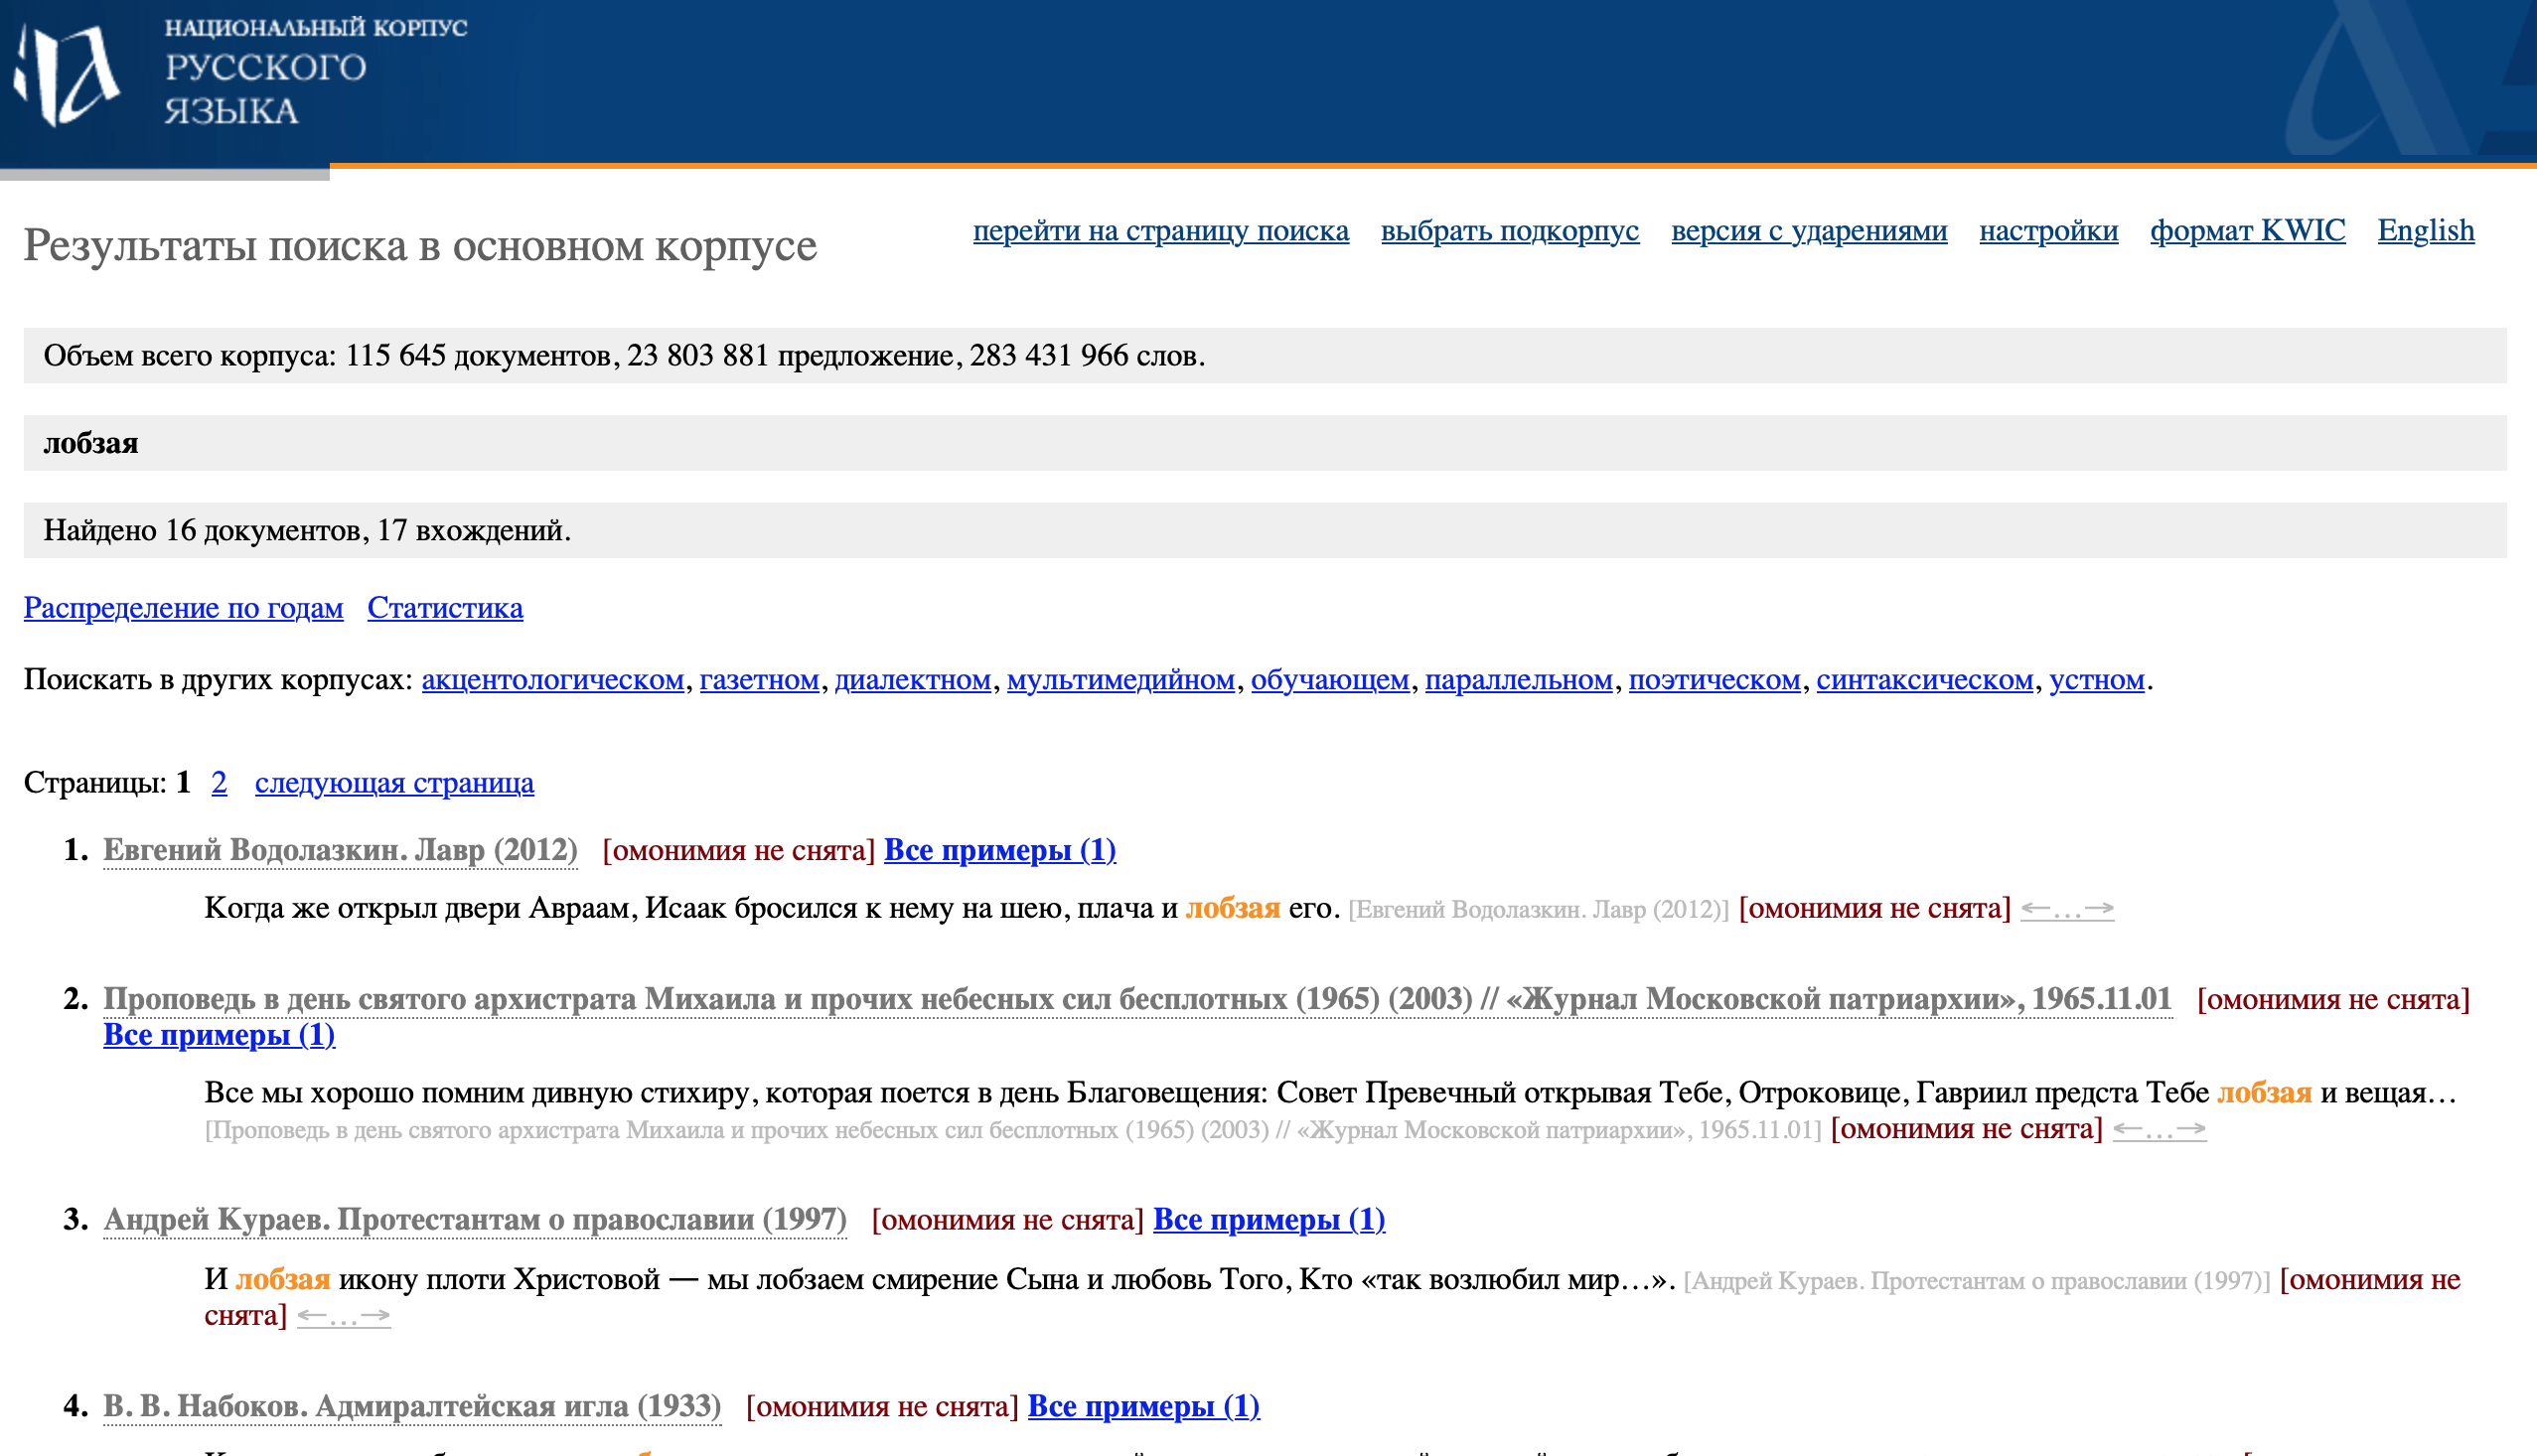 НАЦИОНАЛЬНЫЙ КОРПУС
РУССКОГО
ЯЗЫКА
Результаты поиска в основном корпусе
перейти на страницу поиска выбрать подкорпус версия с ударениями настройки формат KWIC English
Объем всего корпуса: 115 645 документов, 23 803 881 предложение, 283 431 966 слов.
лобзая
Найдено 16 документов, 17 вхождений.
Распределение по годам Статистика
Поискать в других корпусах: акцентологическом, газетном, диалектном, мультимедийном, обучающем, параллельном, поэтическом, синтаксическом, устном.
Страницы: 1 2 следующая страница
1. Евгений Водолазкин. Лавр (2012) [омонимия не снята] Все примеры (1)
Когда же открыл двери Авраам, Исаак бросился к нему на шею, плача и лобзая его. [Евгений Водолазкин. Лавр (2012)] [омонимия не снята] ←…→
2. Проповедь в день святого архистрата Михаила и прочих небесных сил бесплотных (1965) (2003) // «Журнал Московской патриархии», 1965.11.01 [омонимия не снята]
Все примеры (1)
Все мы хорошо помним дивную стихиру, которая поется в день Благовещения: Совет Превечный открывая Тебе, Отроковице, Гавриил предста Тебе лобзая и вещая…
[Проповедь в день святого архистрата Михаила и прочих небесных сил бесплотных (1965) (2003) // «Журнал Московской патриархии», 1965.11.01] [омонимия не снята] ←…→
3. Андрей Кураев. Протестантам о православии (1997) [омонимия не снята] Все примеры (1)
И лобзая икону плоти Христовой — мы лобзаем смирение Сына и любовь Того, Кто «так возлюбил мир…». [Андрей Кураев. Протестантам о православии (1997)] [омонимия не
снята] ←…→
4. В. В. Набоков. Адмиралтейская игла (1933) [омонимия не снята] Все примеры (1)